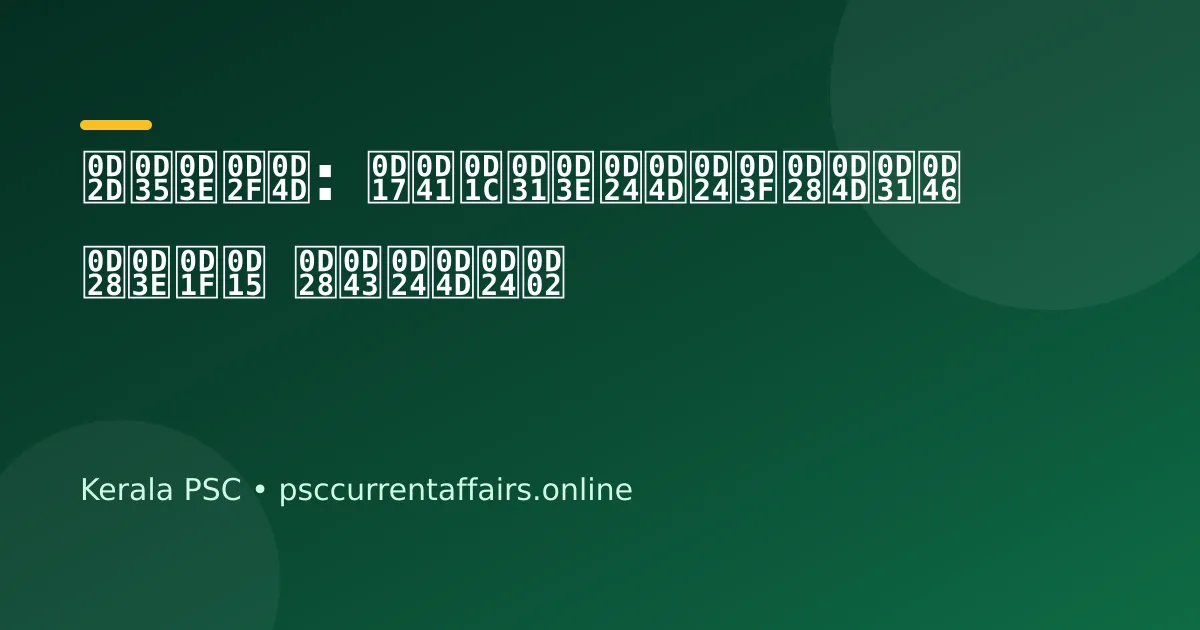 ഭവായ്: ഗുജറാത്തിന്റെ
നാടക നൃത്തം
Kerala PSC • psccurrentaffairs.online